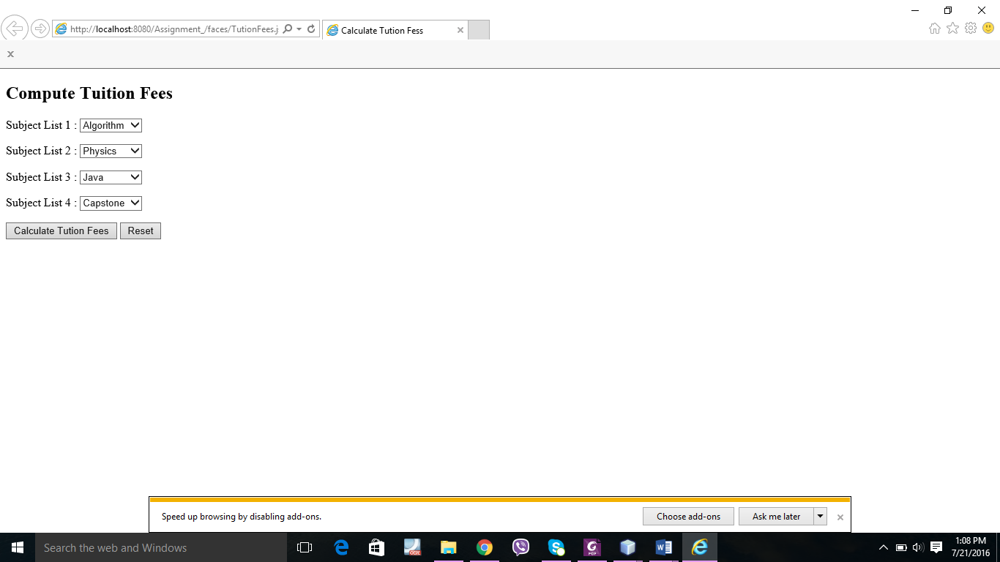 http://localhost:8080/Assignment_/faces/TutionFees.j
Calculate Tution Fess
x
Compute Tuition Fees
Subject List 1 : Algorithm
Subject List 2 : Physics
Subject List 3 : Java
Subject List 4 : Capstone
Calculate Tution Fees Reset
Speed up browsing by disabling add-ons. Choose add-ons Ask me later
Search the web and Windows
1:08 PM
7/21/2016